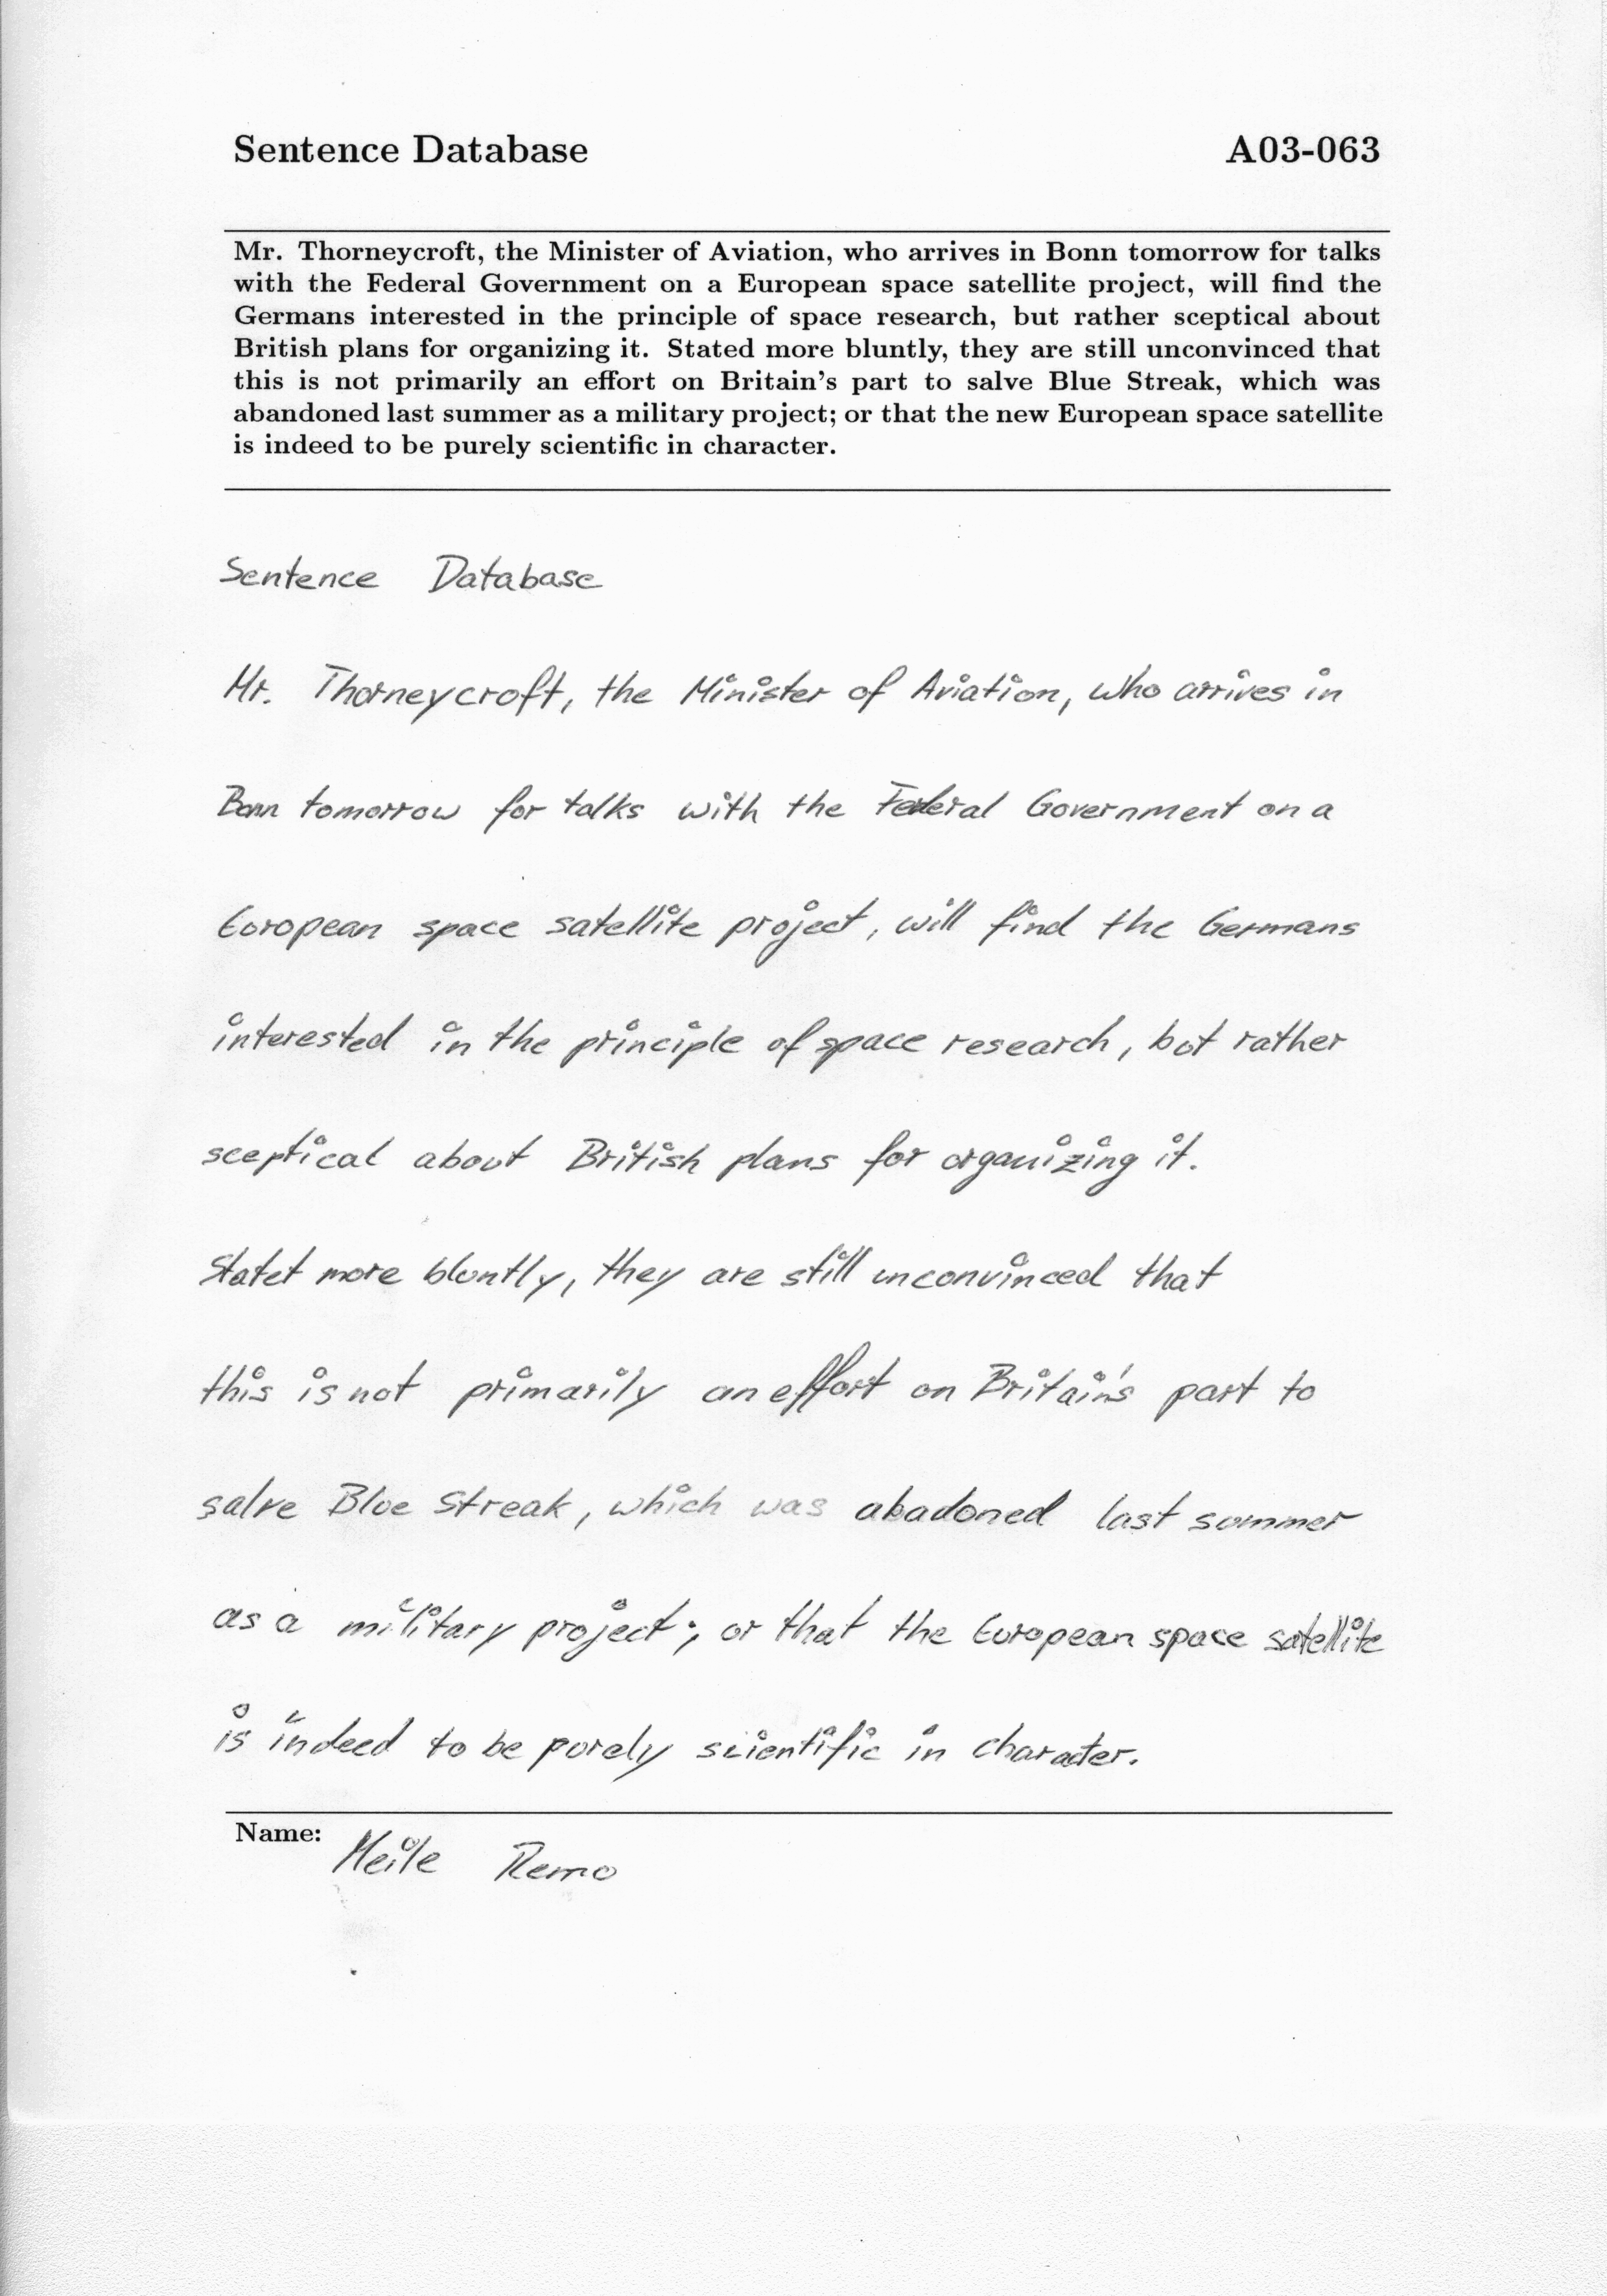 Sentence Database A03-063
Mr. Thorneycroft, the Minister of Aviation, who arrives in Bonn tomorrow for talks
with the Federal Government on a European space satellite project, will find the
Germans interested in the principle of space research, but rather sceptical about
British plans for organizing it. Stated more bluntly, they are still unconvinced that
this is not primarily an effort on Britain's part to salve Blue Streak, which was
abandoned last summer as a military project; or that the new European space satellite
is indeed to be purely scientific in character.
Sentence Database
Mr. Thorneycroft, the Minister of Aviation, who arrives in
Bonn tomorrow for talks with the Federal Government on a
European space satellite project, will find the Germans
interested in the principle of space research, but rather
sceptical about British plans for organizing it.
Statet more bluntly, they are still unconvinced that
this is not primarily an effort on Britain's part to
salve Blue Streak, which was abadoned last summer
as a military project; or that the European space satellite
is indeed to be purely scientific in character.
Name: Meile Remo